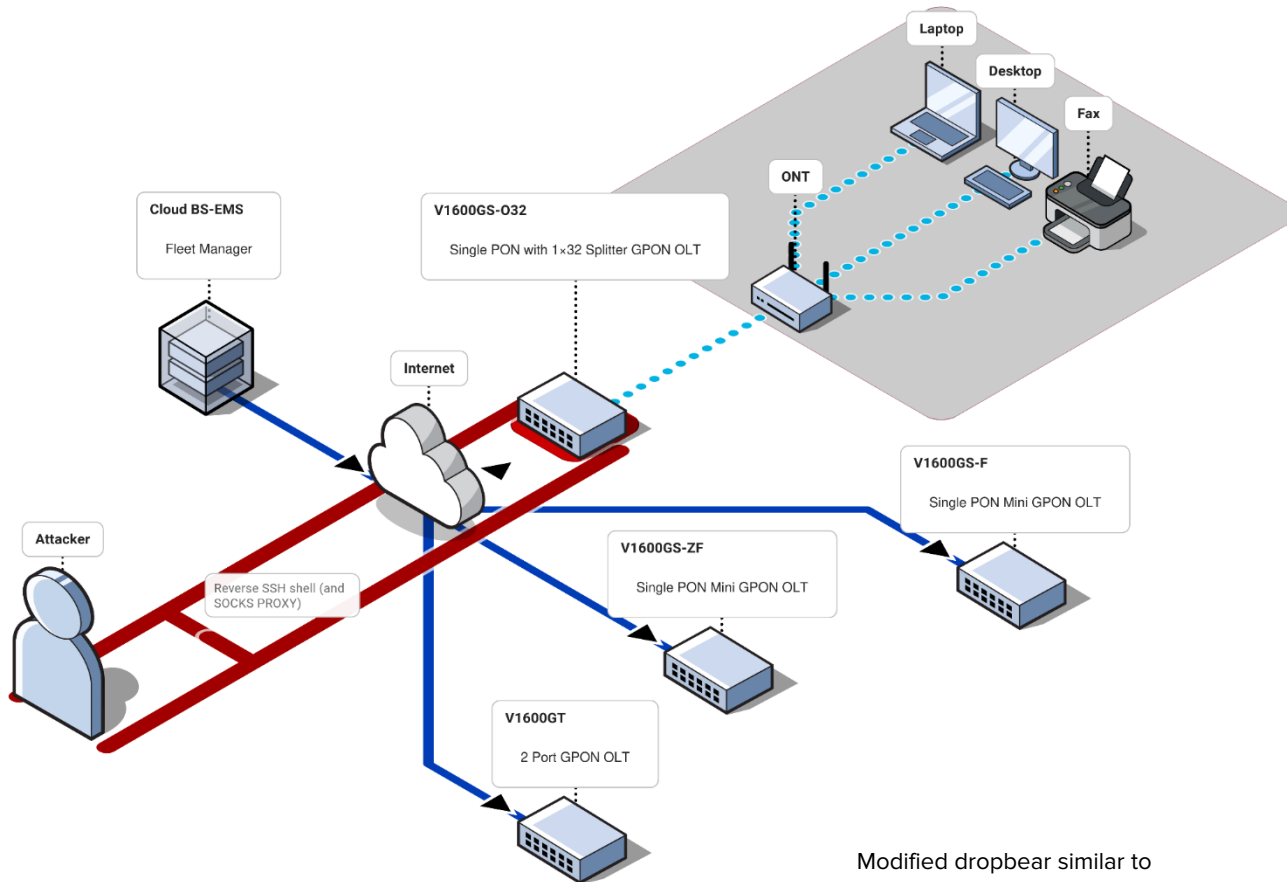 Laptop
Desktop
Fax
ONT
Cloud BS-EMS
Fleet Manager
V1600GS-O32
Single PON with 1×32 Splitter GPON OLT
Internet
V1600GS-F
Single PON Mini GPON OLT
V1600GS-ZF
Single PON Mini GPON OLT
Attacker
Reverse SSH shell (and
SOCKS PROXY)
V1600GT
2 Port GPON OLT
Modified dropbear similar to